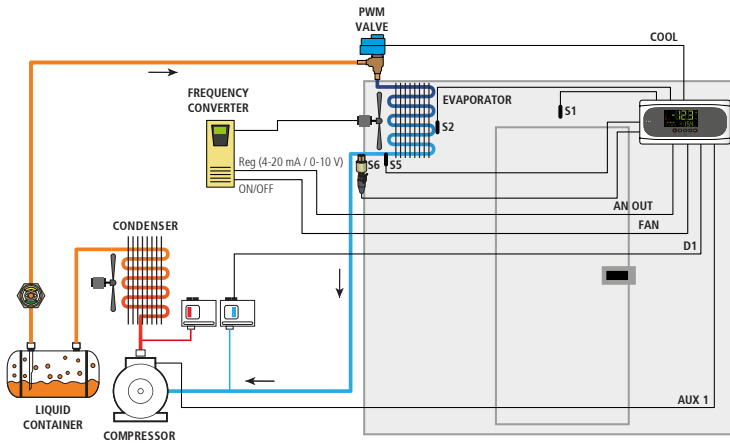 PWM
VALVE
COOL
FREQUENCY
CONVERTER
EVAPORATOR
S1
S2
Reg (4-20 mA / 0-10 V)
S6
S5
ON/OFF
AN OUT
FAN
CONDENSER
D1
LIQUID
CONTAINER
COMPRESSOR
AUX 1